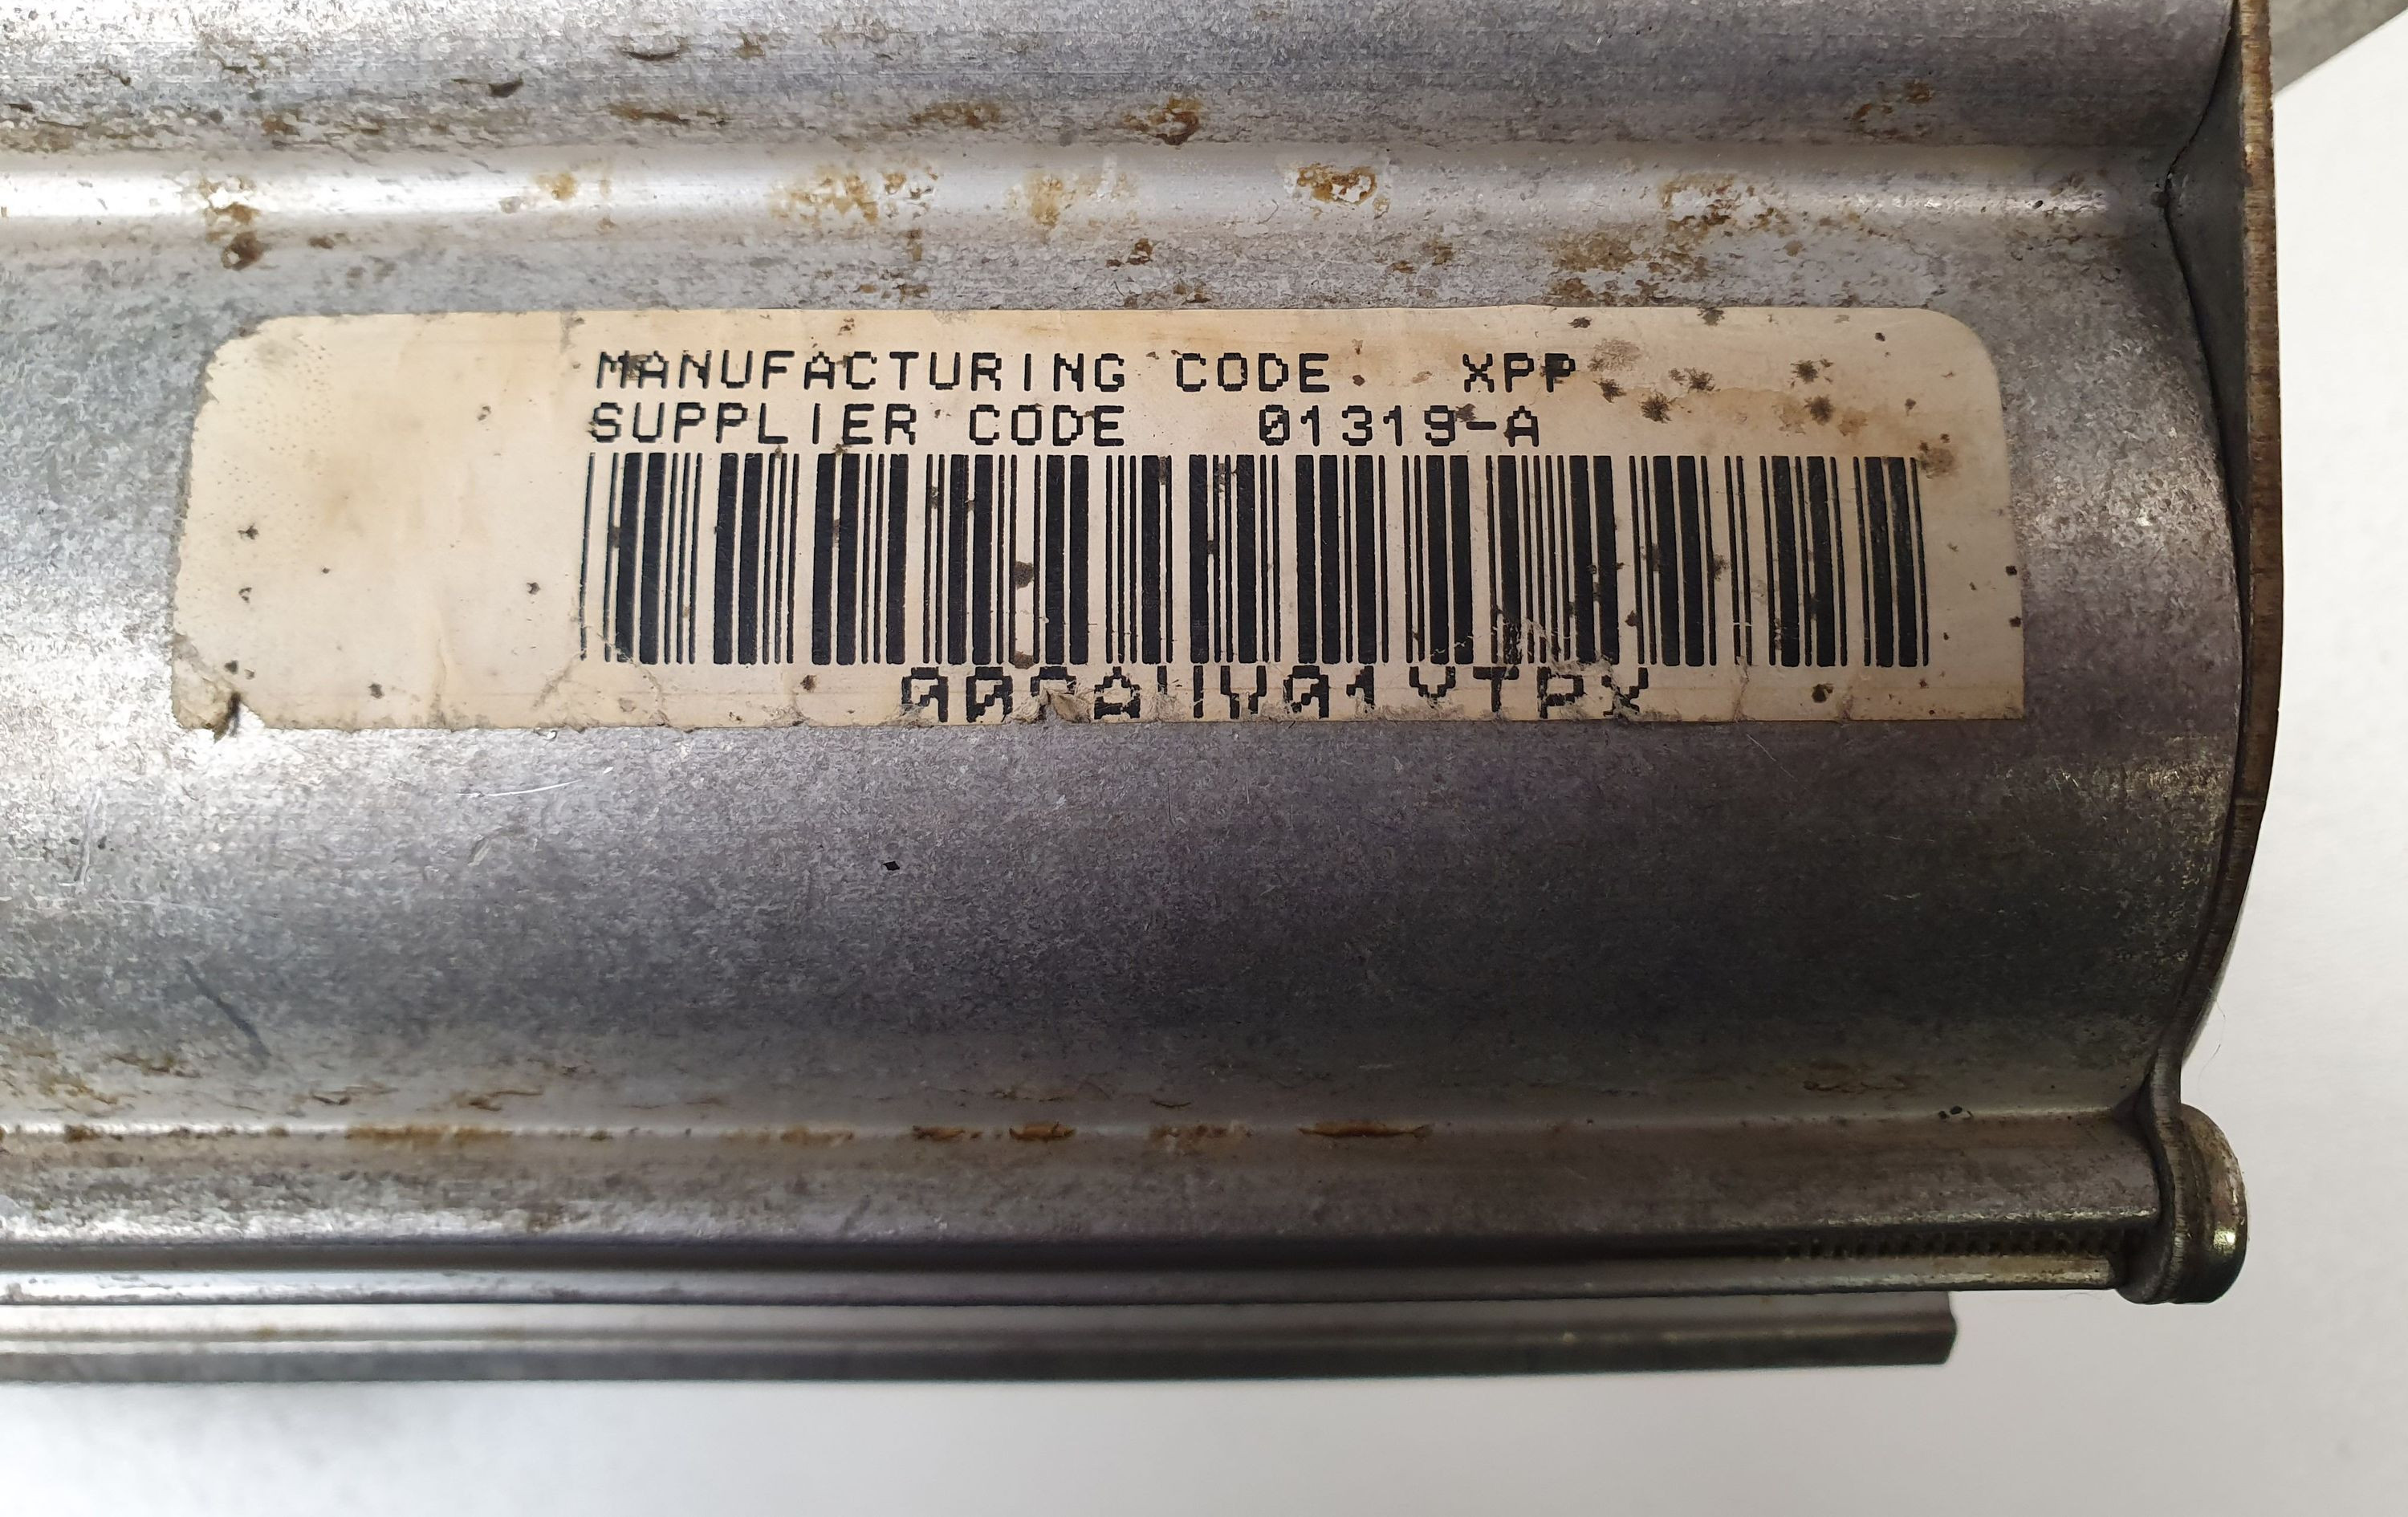 MANUFACTURING CODE XPP
SUPPLIER CODE 01319-A